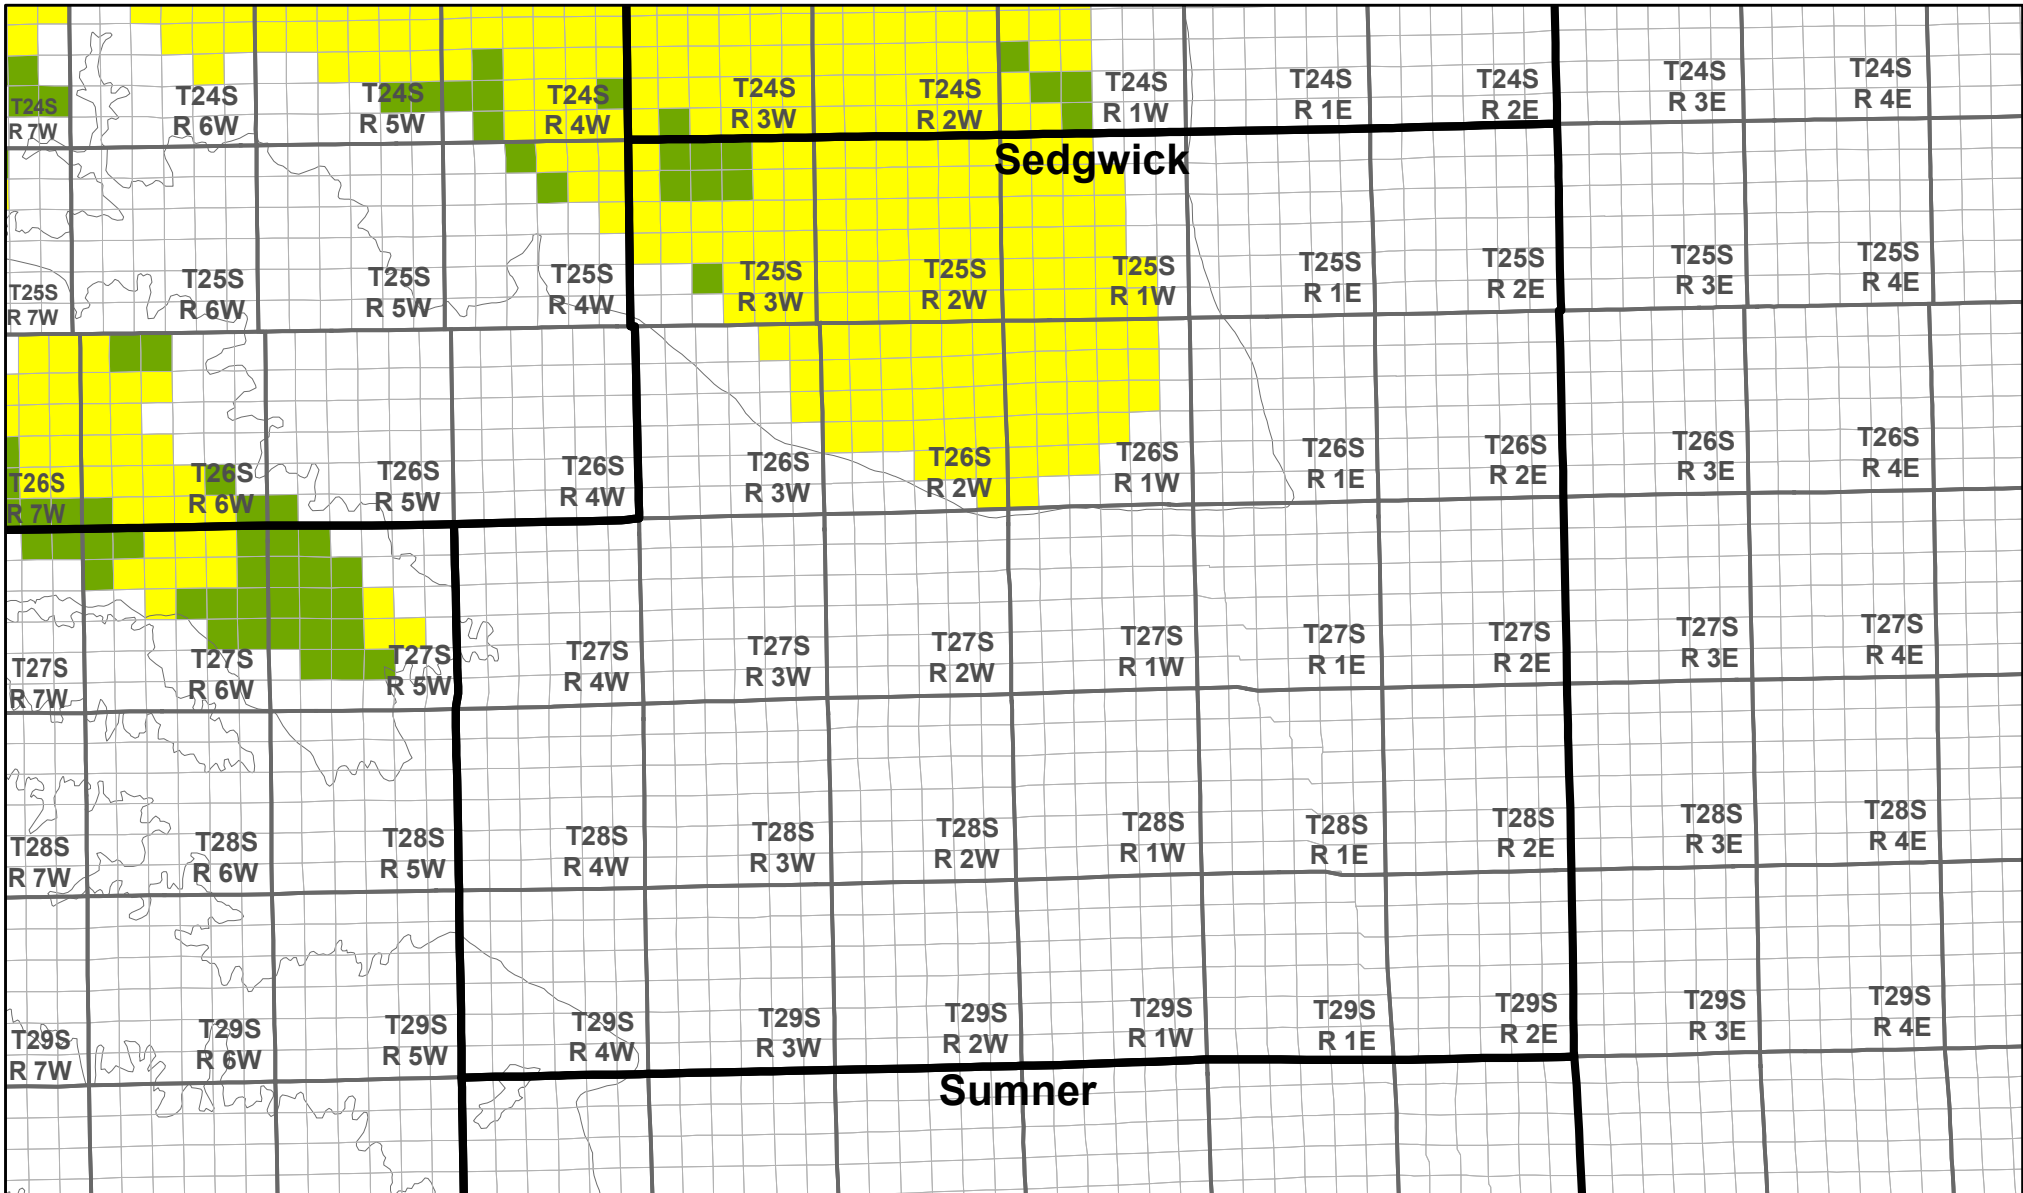 T24S
R 7W
T24S
R 6W
T24S
R 5W
T24S
R 4W
T24S
R 3W
T24S
R 2W
T24S
R 1W
T24S
R 1E
T24S
R 2E
T24S
R 3E
T24S
R 4E
Sedgwick
T25S
R 7W
T25S
R 6W
T25S
R 5W
T25S
R 4W
T25S
R 3W
T25S
R 2W
T25S
R 1W
T25S
R 1E
T25S
R 2E
T25S
R 3E
T25S
R 4E
T26S
R 7W
T26S
R 6W
T26S
R 5W
T26S
R 4W
T26S
R 3W
T26S
R 2W
T26S
R 1W
T26S
R 1E
T26S
R 2E
T26S
R 3E
T26S
R 4E
T27S
R 7W
T27S
R 6W
T27S
R 5W
T27S
R 4W
T27S
R 3W
T27S
R 2W
T27S
R 1W
T27S
R 1E
T27S
R 2E
T27S
R 3E
T27S
R 4E
T28S
R 7W
T28S
R 6W
T28S
R 5W
T28S
R 4W
T28S
R 3W
T28S
R 2W
T28S
R 1W
T28S
R 1E
T28S
R 2E
T28S
R 3E
T28S
R 4E
T29S
R 7W
T29S
R 6W
T29S
R 5W
T29S
R 4W
T29S
R 3W
T29S
R 2W
T29S
R 1W
T29S
R 1E
T29S
R 2E
T29S
R 3E
T29S
R 4E
Sumner